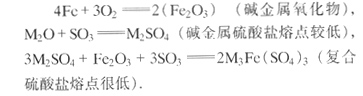 4Fe + 3O₂ ══ 2(Fe₂O₃) (碱金属氧化物),
M₂O + SO₃ ══ M₂SO₄ (碱金属硫酸盐熔点较低),
3M₂SO₄ + Fe₂O₃ + 3SO₃ ══ 2M₃Fe(SO₄)₃ (复合
硫酸盐熔点很低).